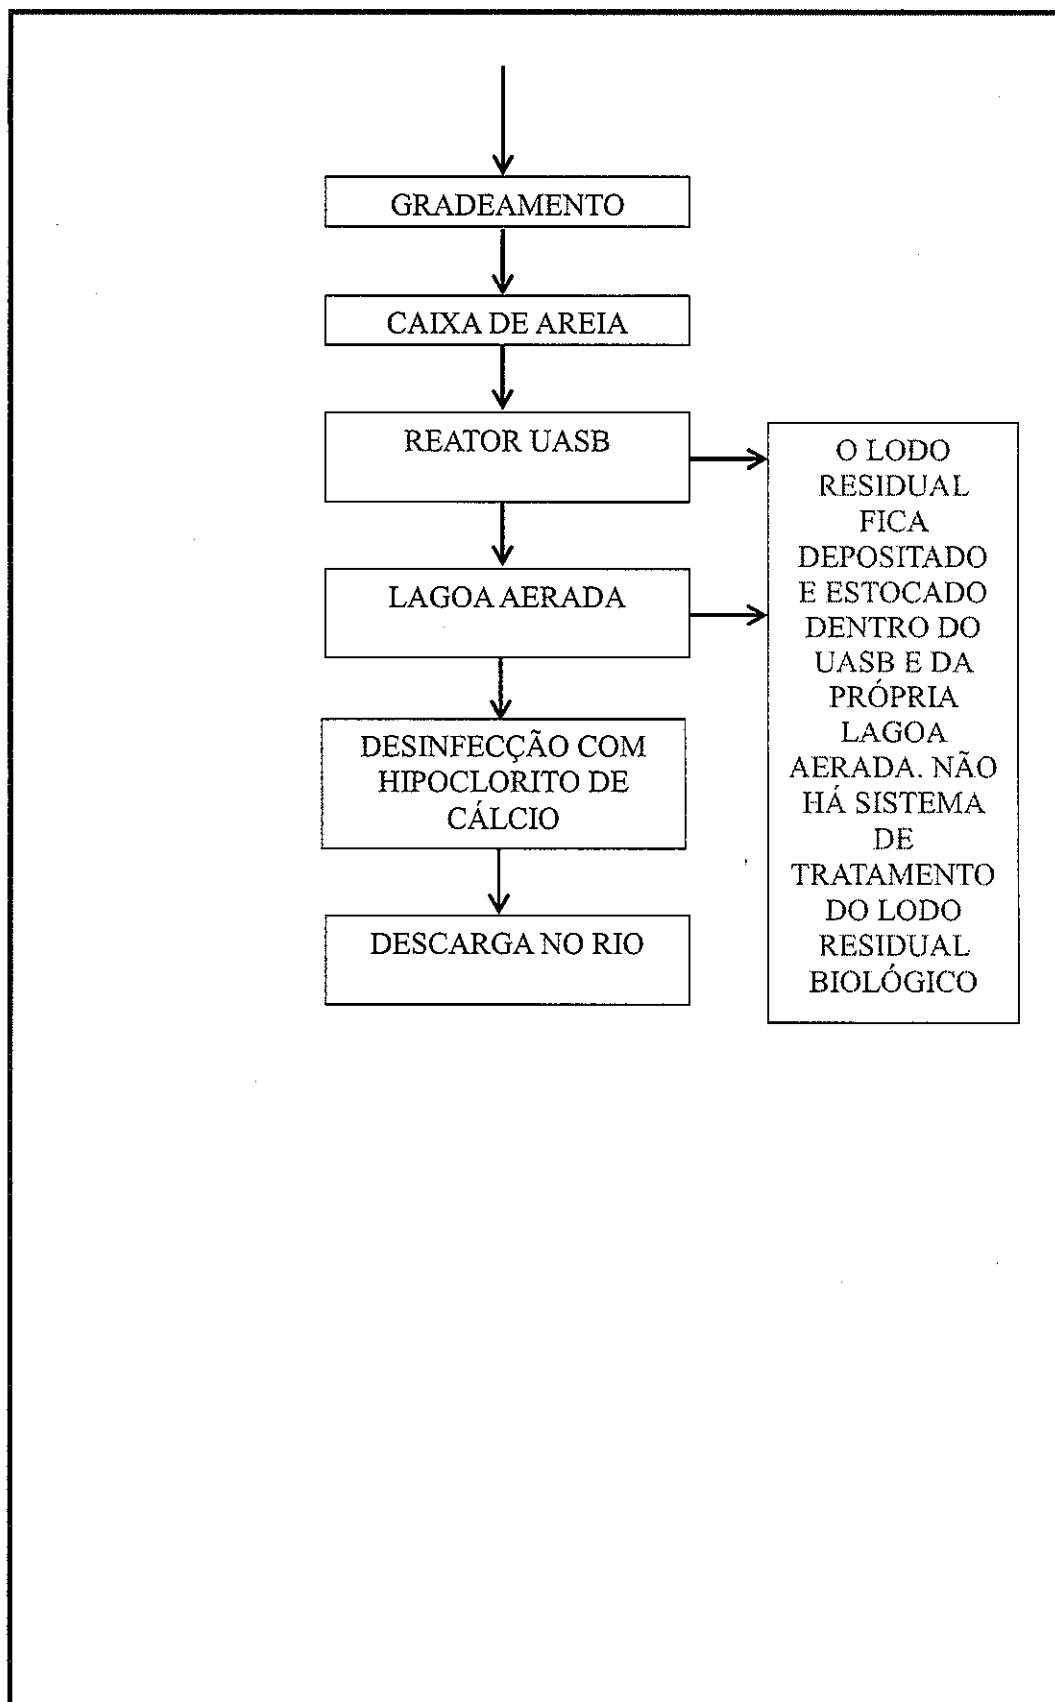 GRADEAMENTO
CAIXA DE AREIA
REATOR UASB
LAGOA AERADA
DESINFECÇÃO COM
HIPOCLORITO DE
CÁLCIO
DESCARGA NO RIO
O LODO
RESIDUAL
FICA
DEPOSITADO
E ESTOCADO
DENTRO DO
UASB E DA
PRÓPRIA
LAGOA
AERADA. NÃO
HÁ SISTEMA
DE
TRATAMENTO
DO LODO
RESIDUAL
BIOLÓGICO